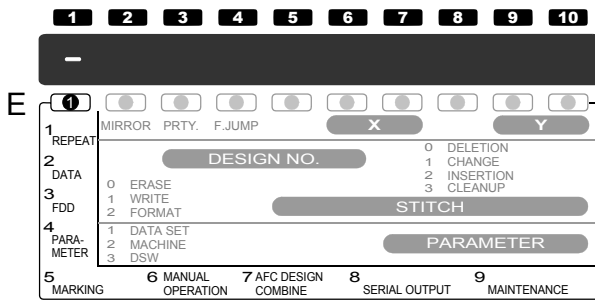 1 2 3 4 5 6 7 8 9 10
–
E 1
MIRROR PRTY. F.JUMP X Y
1 REPEAT
DESIGN NO.
0 DELETION
1 CHANGE
2 INSERTION
3 CLEANUP
2 DATA
0 ERASE
1 WRITE
2 FORMAT
3 FDD
STITCH
4 PARA-
METER
1 DATA SET
2 MACHINE
3 DSW
PARAMETER
5 MARKING
6 MANUAL
OPERATION
7 AFC DESIGN
COMBINE
8 SERIAL OUTPUT
9 MAINTENANCE